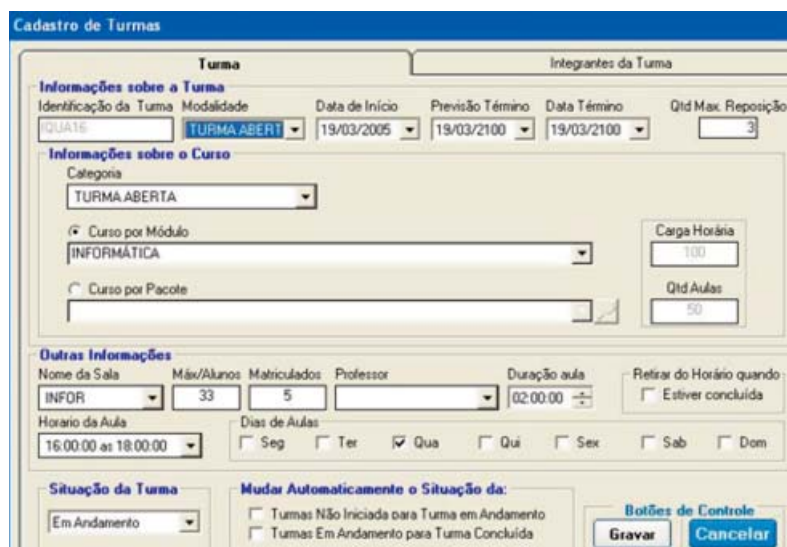 Cadastro de Turmas
Turma Integrantes da Turma
Informações sobre a Turma
Identificação da Turma Modalidade Data de Início Previsão Término Data Término Qtd Max. Reposição
IQUA16 TURMA ABERT 19/03/2005 19/03/2100 19/03/2100 3
Informações sobre o Curso
Categoria
TURMA ABERTA
Curso por Módulo Carga Horária
INFORMÁTICA 100
Curso por Pacote Qtd Aulas
50
Outras Informações
Nome da Sala Máx/Alunos Matriculados Professor Duração aula Retirar do Horário quando
INFOR 33 5 02:00:00 Estiver concluída
Horario da Aula Dias de Aulas
16:00:00 as 18:00:00 Seg Ter Qua Qui Sex Sab Dom
Situação da Turma Mudar Automaticamente o Situação da:
Em Andamento Turmas Não Iniciada para Turma em Andamento Botões de Controle
Turmas Em Andamento para Turma Concluída Gravar Cancelar